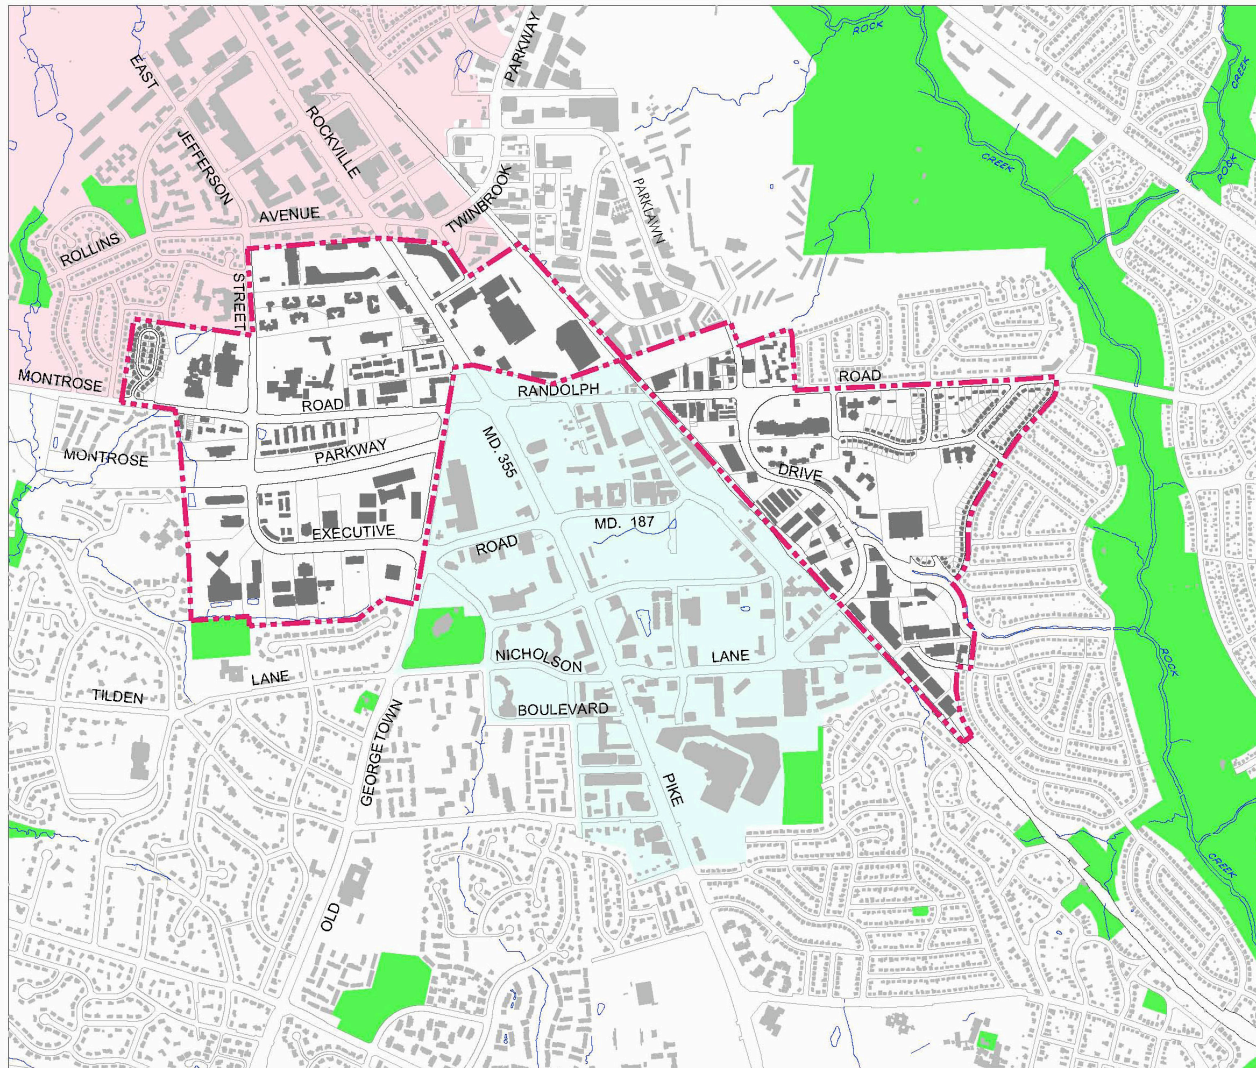 ROCK
PARKWAY
EAST
CREEK
ROCKVILLE
JEFFERSON
CREEK
ROCK
TWINBROOK
PARKLAWN
AVENUE
ROLLINS
STREET
MONTROSE
ROAD
RANDOLPH
ROAD
MD. 355
PARKWAY
MONTROSE
DRIVE
MD. 187
EXECUTIVE
ROAD
NICHOLSON
LANE
ROCK
LANE
TILDEN
BOULEVARD
GEORGETOWN
PIKE
CREEK
OLD